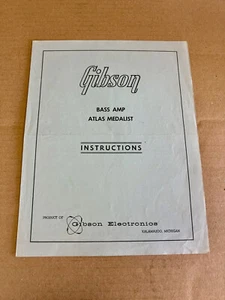 Gibson
BASS AMP
ATLAS MEDALIST
INSTRUCTIONS
PRODUCT OF
Gibson Electronics
KALAMAZOO, MICHIGAN